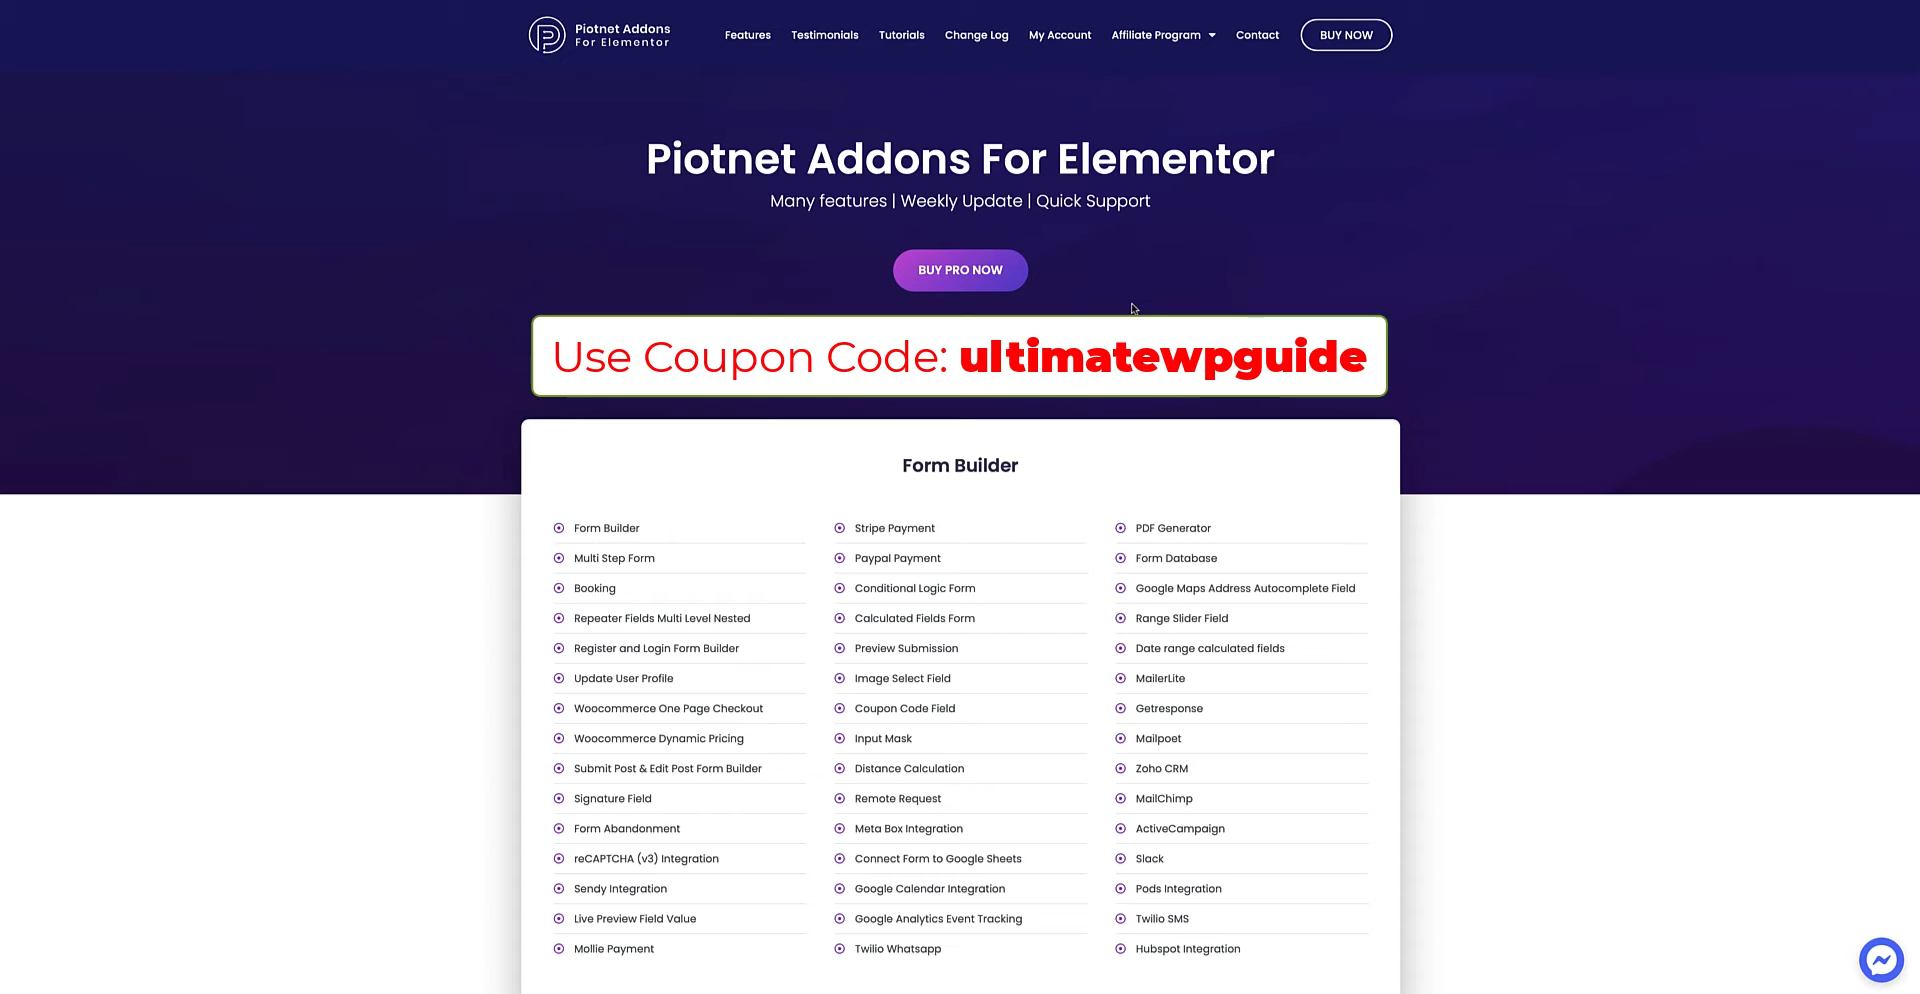 Piotnet Addons
For Elementor
Features
Testimonials
Tutorials
Change Log
My Account
Affiliate Program
Contact
BUY NOW
Piotnet Addons For Elementor
Many features | Weekly Update | Quick Support
BUY PRO NOW
Use Coupon Code: ultimatewpguide
Form Builder
Form Builder
Multi Step Form
Booking
Repeater Fields Multi Level Nested
Register and Login Form Builder
Update User Profile
Woocommerce One Page Checkout
Woocommerce Dynamic Pricing
Submit Post & Edit Post Form Builder
Signature Field
Form Abandonment
reCAPTCHA (v3) Integration
Sendy Integration
Live Preview Field Value
Mollie Payment
Stripe Payment
Paypal Payment
Conditional Logic Form
Calculated Fields Form
Preview Submission
Image Select Field
Coupon Code Field
Input Mask
Distance Calculation
Remote Request
Meta Box Integration
Connect Form to Google Sheets
Google Calendar Integration
Google Analytics Event Tracking
Twilio Whatsapp
PDF Generator
Form Database
Google Maps Address Autocomplete Field
Range Slider Field
Date range calculated fields
MailerLite
Getresponse
Mailpoet
Zoho CRM
MailChimp
ActiveCampaign
Slack
Pods Integration
Twilio SMS
Hubspot Integration